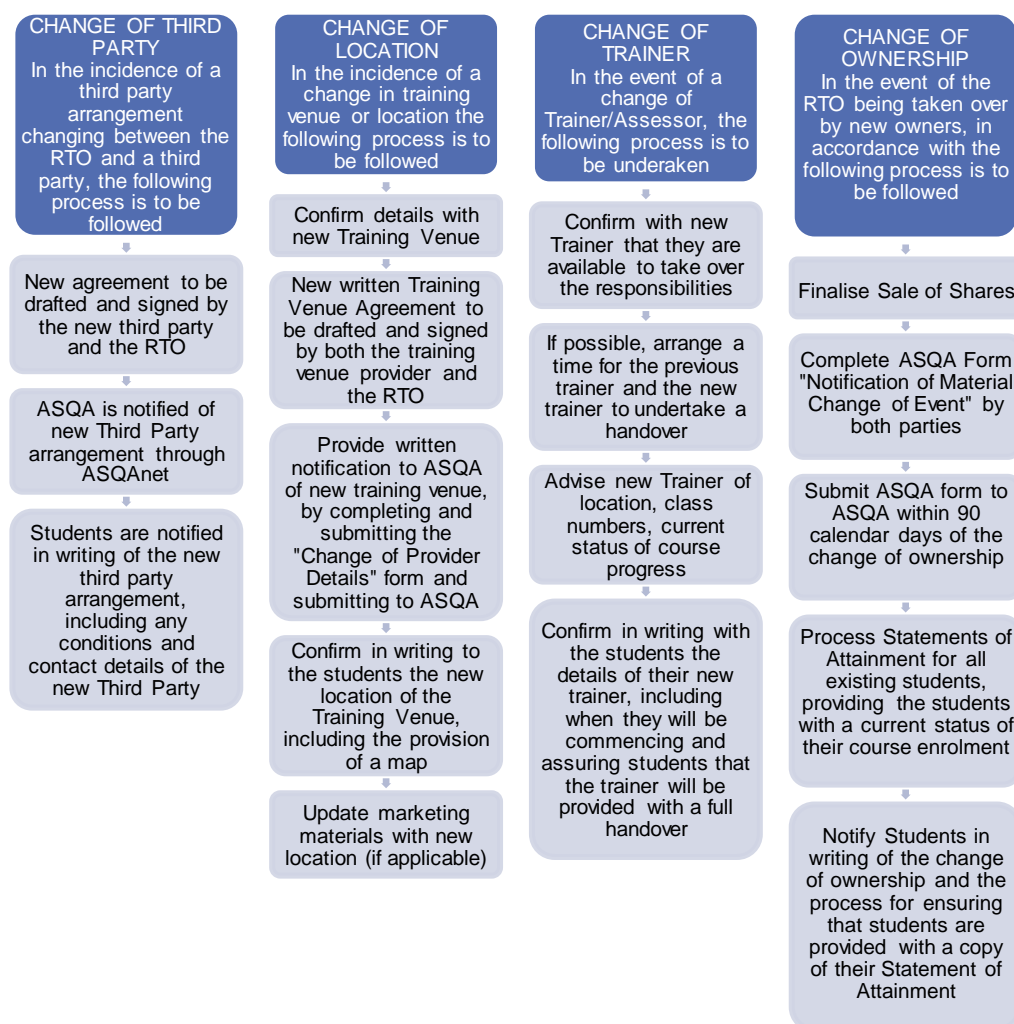 CHANGE OF THIRD
PARTY
In the incidence of a
third party
arrangement
changing between the
RTO and a third
party, the following
process is to be
followed
New agreement to be
drafted and signed by
the new third party
and the RTO
ASQA is notified of
new Third Party
arrangement through
ASQAnet
Students are notified
in writing of the new
third party
arrangement,
including any
conditions and
contact details of the
new Third Party
CHANGE OF
LOCATION
In the incidence of a
change in training
venue or location the
following process is to
be followed
Confirm details with
new Training Venue
New written Training
Venue Agreement to
be drafted and signed
by both the training
venue provider and
the RTO
Provide written
notification to ASQA
of new training venue,
by completing and
submitting the
"Change of Provider
Details" form and
submitting to ASQA
Confirm in writing to
the students the new
location of the
Training Venue,
including the provision
of a map
Update marketing
materials with new
location (if applicable)
CHANGE OF
TRAINER
In the event of a
change of
Trainer/Assessor, the
following process is to
be underaken
Confirm with new
Trainer that they are
available to take over
the responsibilities
If possible, arrange a
time for the previous
trainer and the new
trainer to undertake a
handover
Advise new Trainer of
location, class
numbers, current
status of course
progress
Confirm in writing with
the students the
details of their new
trainer, including
when they will be
commencing and
assuring students that
the trainer will be
provided with a full
handover
CHANGE OF
OWNERSHIP
In the event of the
RTO being taken over
by new owners, in
accordance with the
following process is to
be followed
Finalise Sale of Shares
Complete ASQA Form
"Notification of Material
Change of Event" by
both parties
Submit ASQA form to
ASQA within 90
calendar days of the
change of ownership
Process Statements of
Attainment for all
existing students,
providing the students
with a current status of
their course enrolment
Notify Students in
writing of the change
of ownership and the
process for ensuring
that students are
provided with a copy
of their Statement of
Attainment